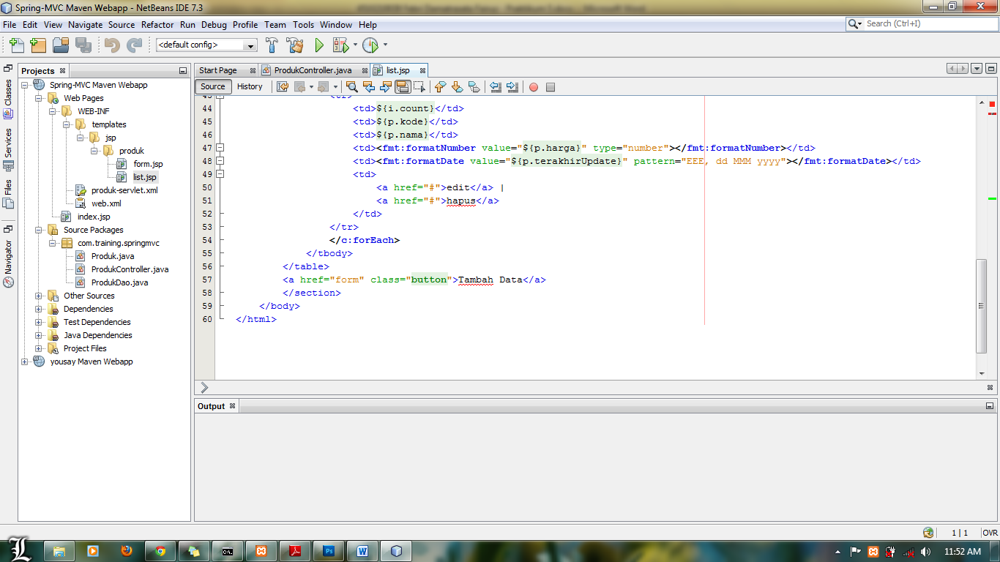 Spring-MVC Maven Webapp - NetBeans IDE 7.3
File Edit View Navigate Source Refactor Run Debug Profile Team Tools Window Help
Search (Ctrl+I)
<default config>
Classes
Services
Files
Navigator
Projects
Spring-MVC Maven Webapp
Web Pages
WEB-INF
templates
jsp
produk
form.jsp
list.jsp
produk-servlet.xml
web.xml
index.jsp
Source Packages
com.training.springmvc
Produk.java
ProdukController.java
ProdukDao.java
Other Sources
Dependencies
Test Dependencies
Java Dependencies
Project Files
yousay Maven Webapp
Start Page ProdukController.java list.jsp
Source History
44 <td>${i.count}</td>
45 <td>${p.kode}</td>
46 <td>${p.nama}</td>
47 <td><fmt:formatNumber value="${p.harga}" type="number"></fmt:formatNumber></td>
48 <td><fmt:formatDate value="${p.terakhirUpdate}" pattern="EEE, dd MMM yyyy"></fmt:formatDate></td>
49 <td>
50 <a href="#">edit</a> |
51 <a href="#">hapus</a>
52 </td>
53 </tr>
54 </c:forEach>
55 </tbody>
56 </table>
57 <a href="form" class="button">Tambah Data</a>
58 </section>
59 </body>
60 </html>
Output
1 | 1 OVR
11:52 AM